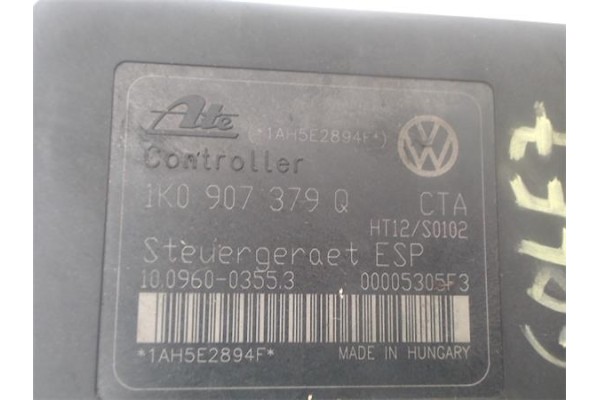 Ate (*1AH5E2894F*)
Controller
1K0 907 379 Q CTA
HT12/S0102
Steuergeraet ESP
10.0960-0355.3 00005305F3
*1AH5E2894F* MADE IN HUNGARY
GOLF 7